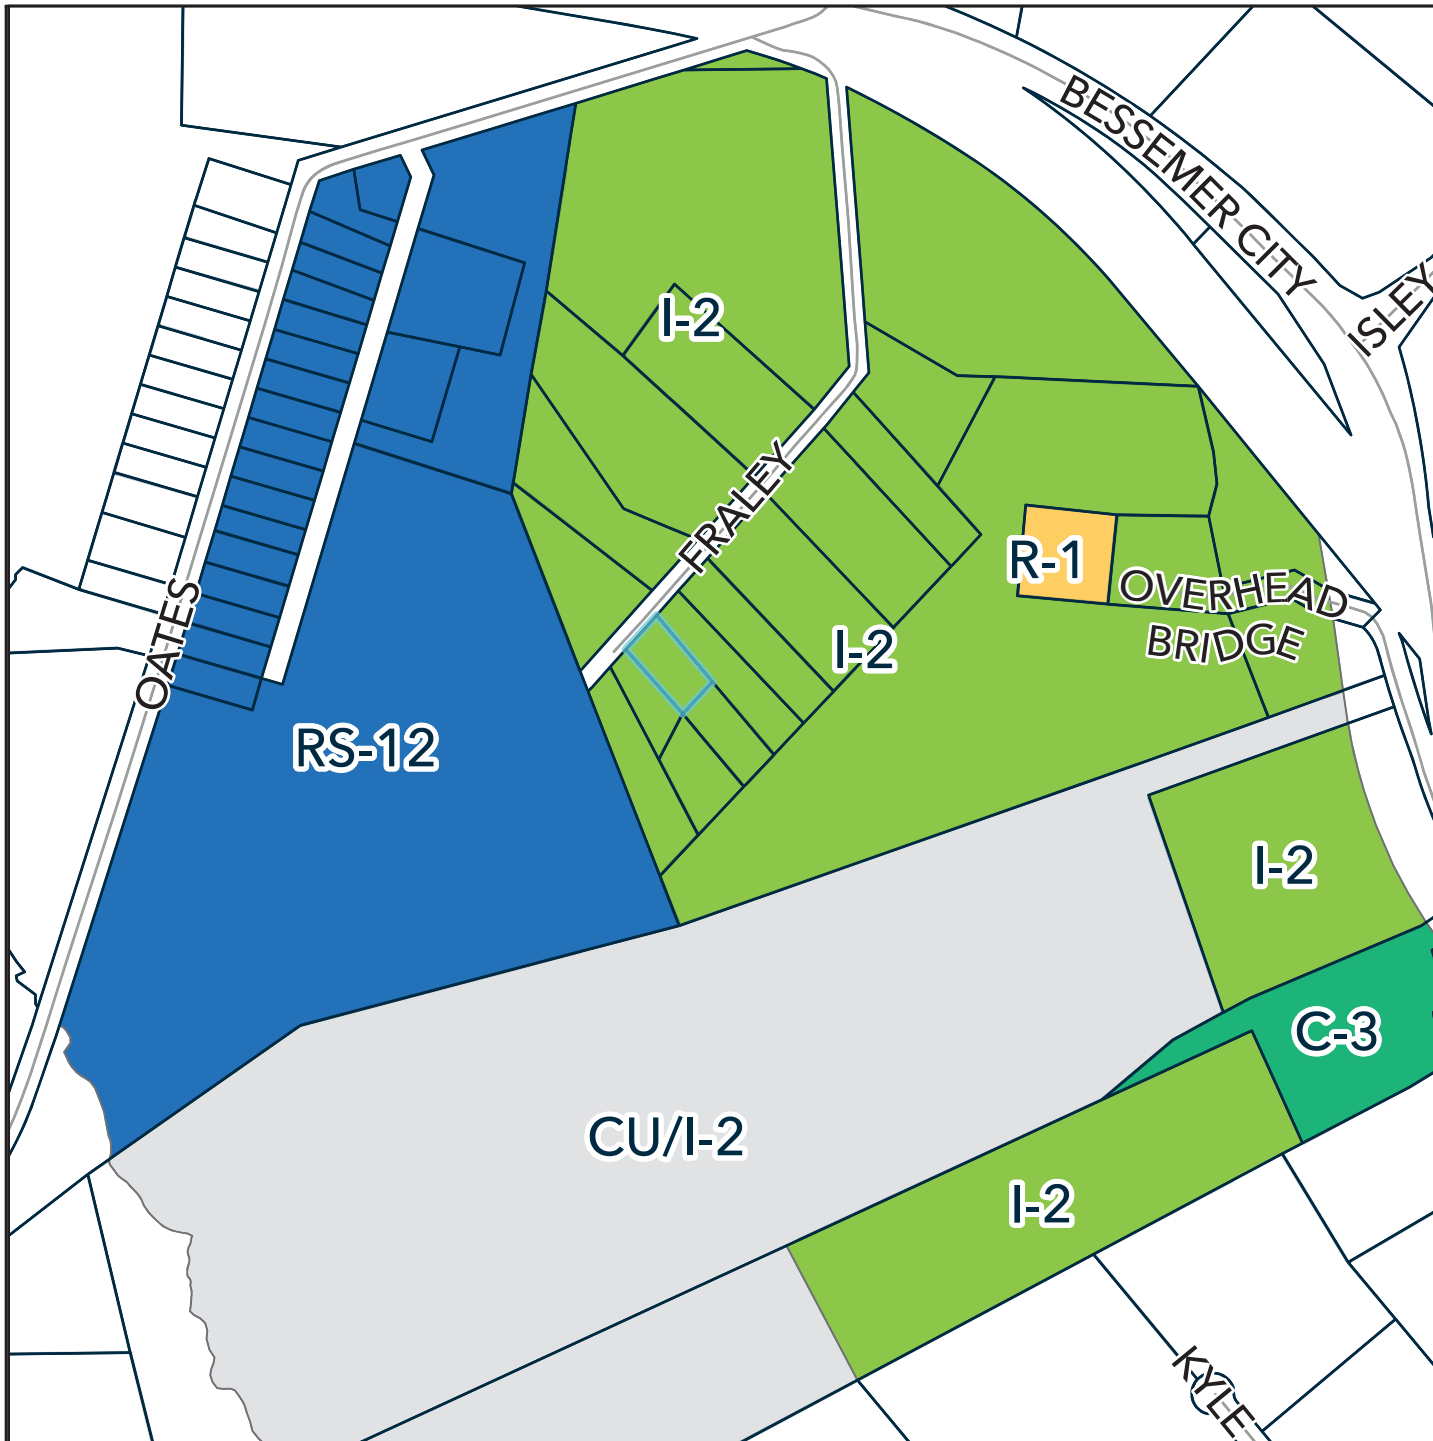 BESSEMER CITY
ISLEY
I-2
FRALEY
R-1
OVERHEAD
BRIDGE
OATES
I-2
RS-12
I-2
C-3
CU/I-2
I-2
KYLE